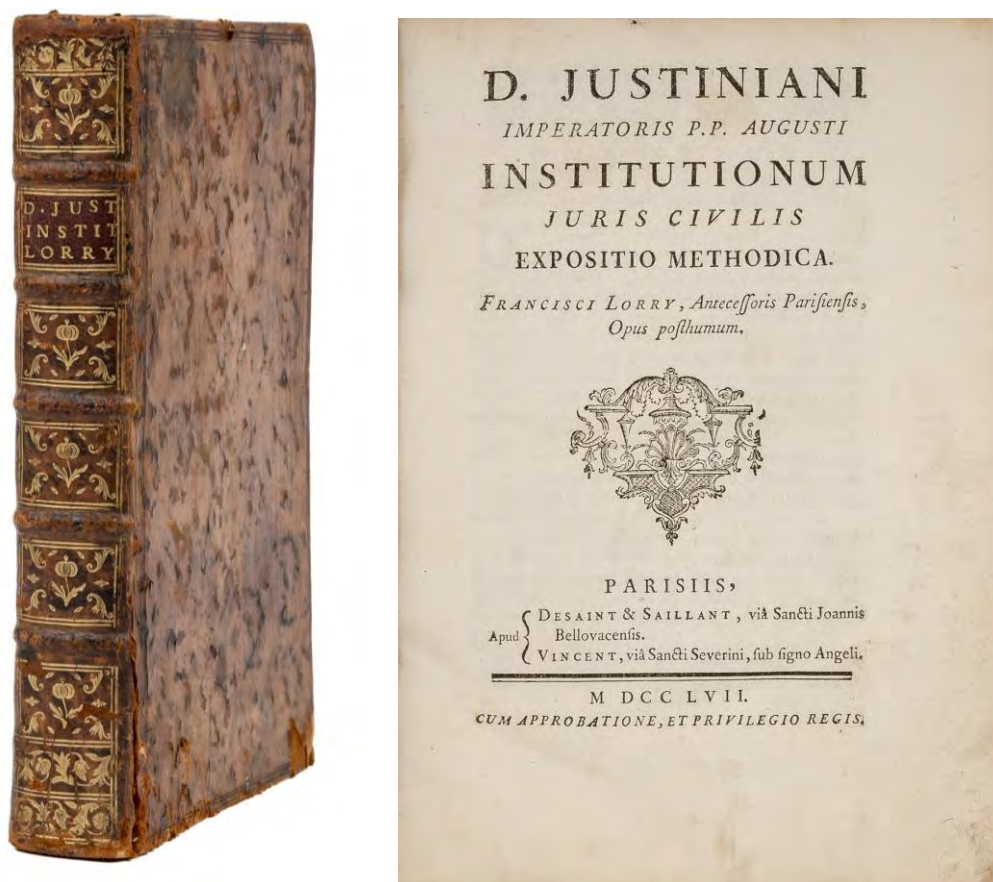 D. JUST
INSTIT
LORRY
D. JUSTINIANI
IMPERATORIS P.P. AUGUSTI
INSTITUTIONUM
JURIS CIVILIS
EXPOSITIO METHODICA.
FRANCISCI LORRY, Anteceſſoris Pariſienſis,
Opus poſthumum.
PARISIIS,
Apud { DESAINT & SAILLANT, viâ Sancti Joannis
Bellovacenſis.
VINCENT, viâ Sancti Severini, ſub ſigno Angeli.
M DCC LVII.
CUM APPROBATIONE, ET PRIVILEGIO REGIS.